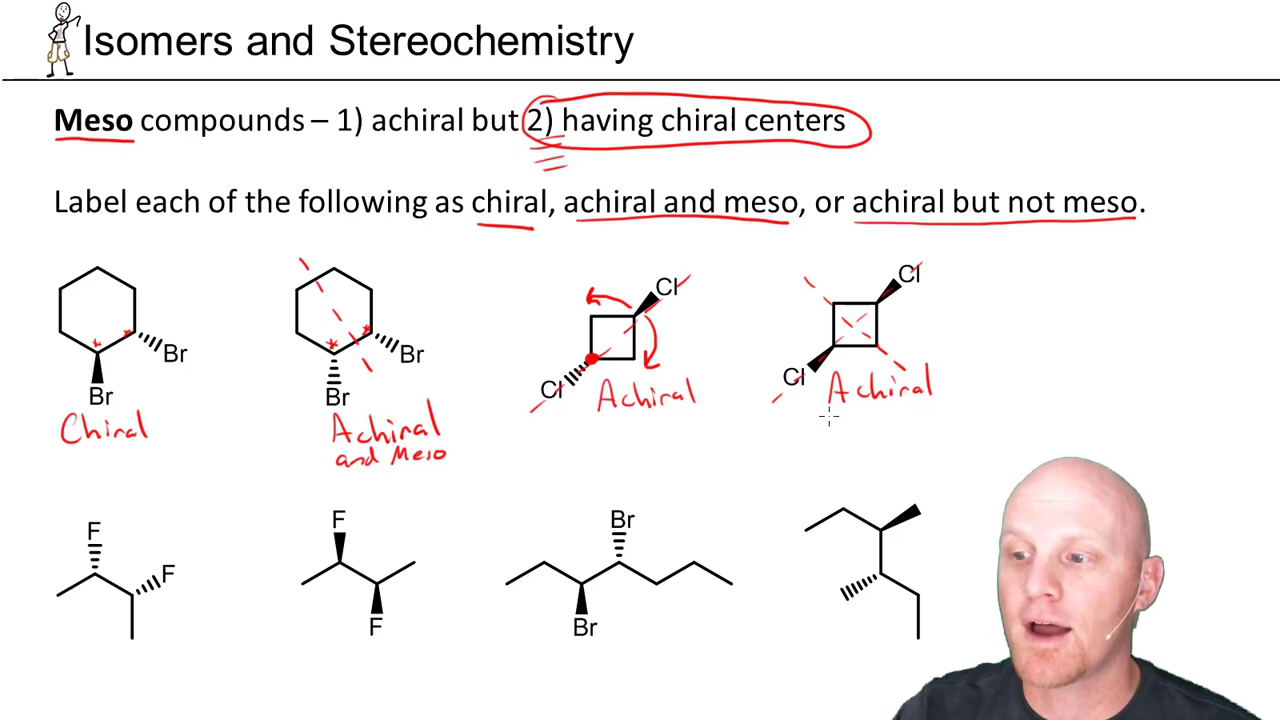 Isomers and Stereochemistry
Meso compounds – 1) achiral but 2) having chiral centers
Label each of the following as chiral, achiral and meso, or achiral but not meso.
Br
Br
Chiral
Br
Br
Achiral
and Meso
Cl
Cl
Achiral
Cl
Cl
Achiral
F
F
F
F
Br
Br